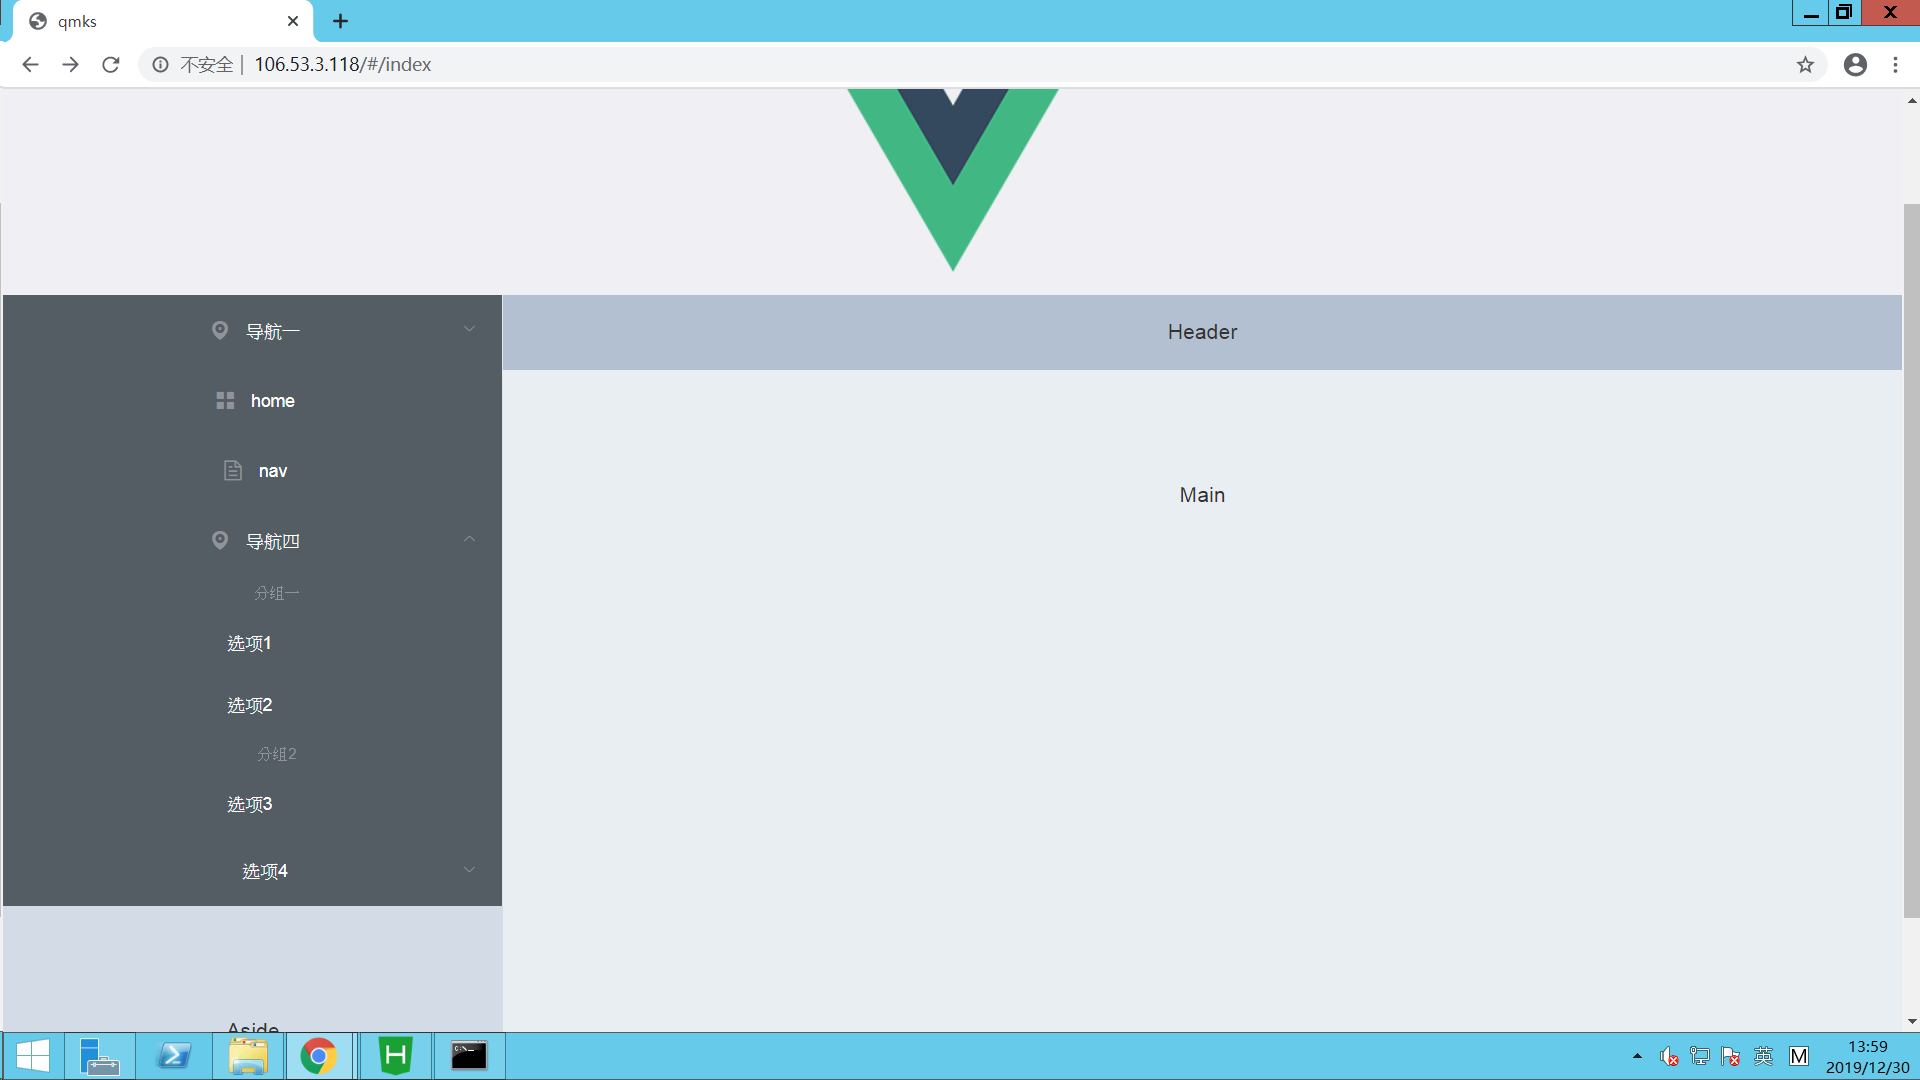 qmks
不安全 106.53.3.118/#/index
导航一
Header
home
nav
Main
导航四
分组一
选项1
选项2
分组2
选项3
选项4
Aside
英 M
13:59
2019/12/30